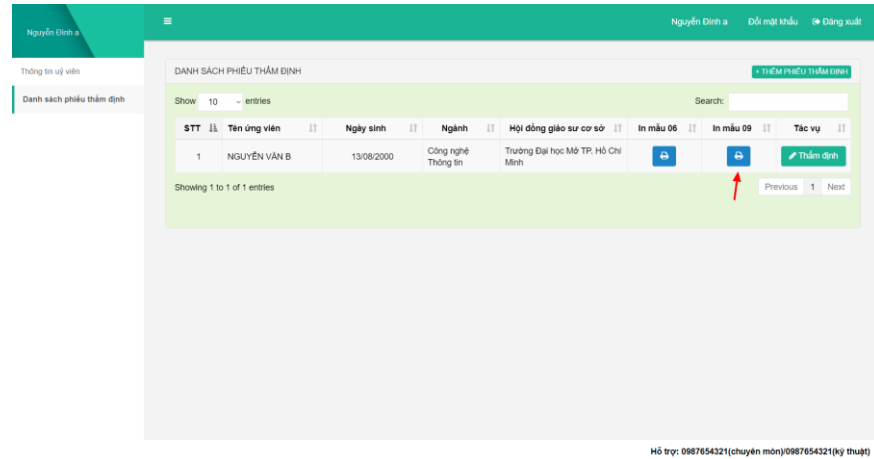 Nguyễn Đình a
Nguyễn Đình a Đổi mật khẩu Đăng xuất
Thông tin uỷ viên
Danh sách phiếu thẩm định
DANH SÁCH PHIẾU THẨM ĐỊNH + THÊM PHIẾU THẨM ĐỊNH
Show 10 entries Search:
STT Tên ứng viên Ngày sinh Ngành Hội đồng giáo sư cơ sở In mẫu 06 In mẫu 09 Tác vụ
1 NGUYỄN VĂN B 13/08/2000 Công nghệ Thông tin Trường Đại học Mở TP. Hồ Chí Minh Thẩm định
Showing 1 to 1 of 1 entries Previous 1 Next
Hỗ trợ: 0987654321(chuyên môn)/0987654321(kỹ thuật)